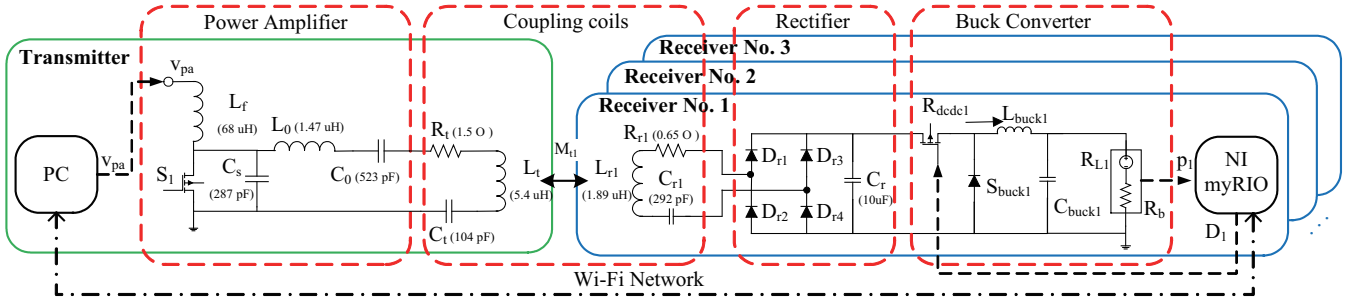 Power Amplifier
Coupling coils
Rectifier
Buck Converter
Transmitter
Receiver No. 3
Receiver No. 2
Receiver No. 1
v_pa
L_f
(68 uH)
L_0 (1.47 uH)
R_t (1.5 O)
PC
v_pa
S_1
C_s
(287 pF)
C_0 (523 pF)
C_t (104 pF)
L_t
(5.4 uH)
M_t1
L_r1
(1.89 uH)
R_r1 (0.65 O)
C_r1
(292 pF)
D_r1
D_r3
D_r2
D_r4
C_r
(10uF)
R_dcdc1
L_buck1
S_buck1
C_buck1
R_L1
R_b
p_1
NI
myRIO
D_1
Wi-Fi Network